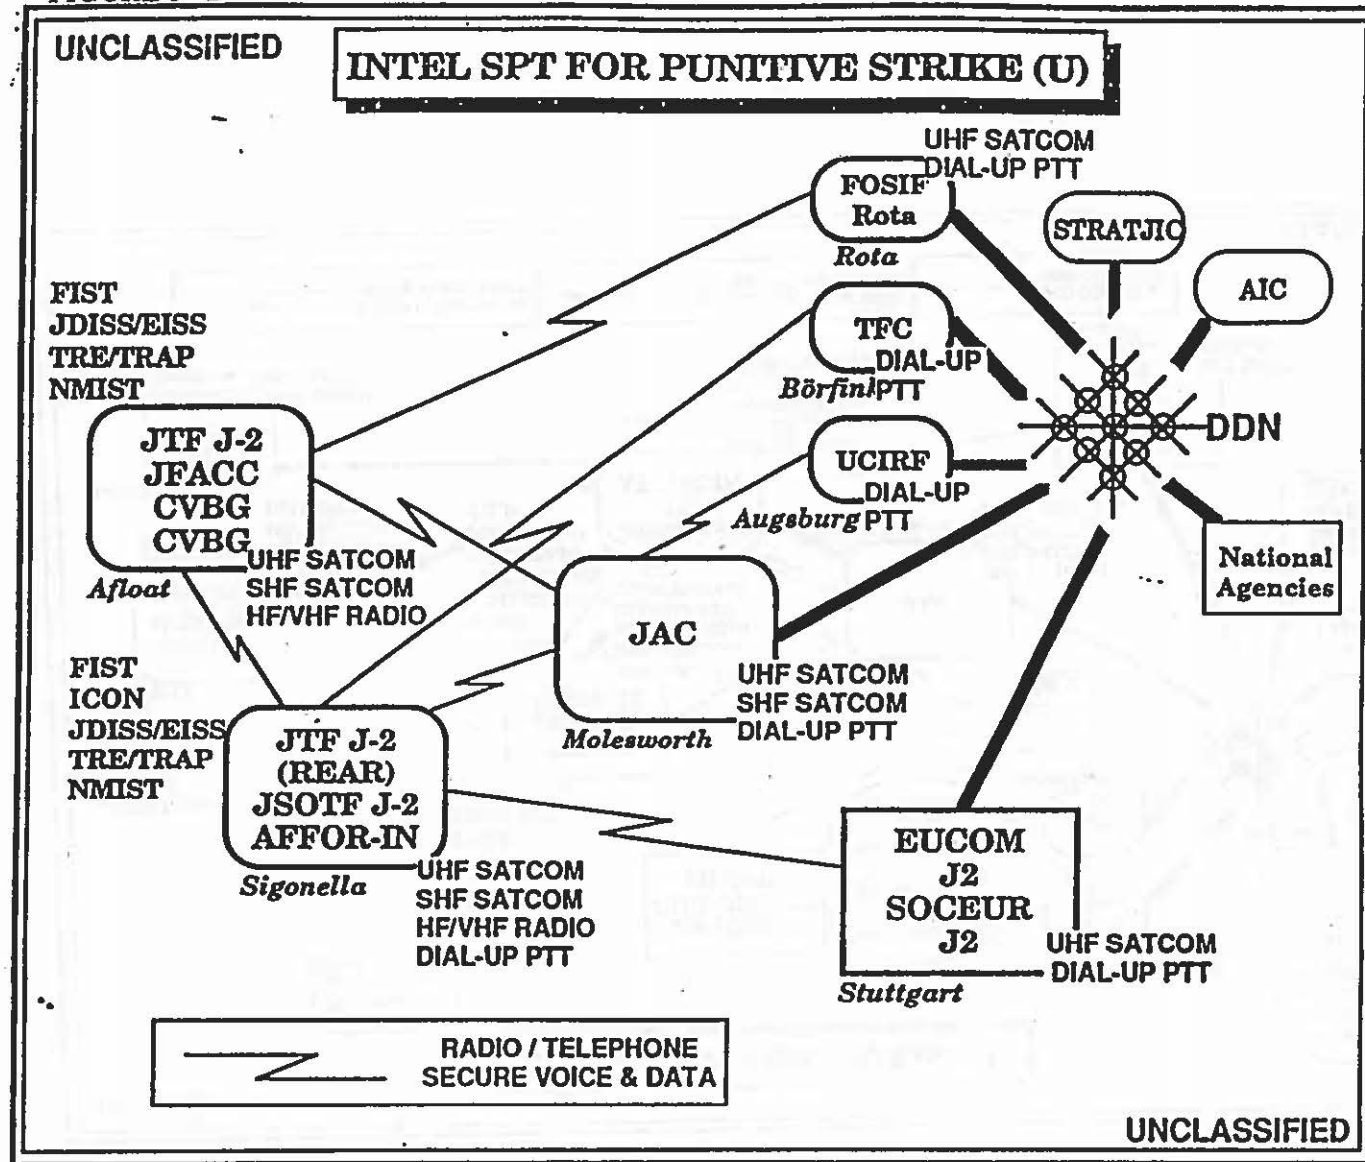 UNCLASSIFIED
INTEL SPT FOR PUNITIVE STRIKE (U)
UHF SATCOM
DIAL-UP PTT
FOSIF
Rota
Rota
STRATJIC
AIC
FIST
JDISS/EISS
TRE/TRAP
NMIST
TFC
DIAL-UP
PTT
DDN
JTF J-2
JFACC
CVBG
CVBG
Afloat
UHF SATCOM
SHF SATCOM
HF/VHF RADIO
UCIRF
DIAL-UP
Augsburg PTT
National
Agencies
JAC
Molesworth
UHF SATCOM
SHF SATCOM
DIAL-UP PTT
FIST
ICON
JDISS/EISS
TRE/TRAP
NMIST
JTF J-2
(REAR)
JSOTF J-2
AFFOR-IN
Sigonella
UHF SATCOM
SHF SATCOM
HF/VHF RADIO
DIAL-UP PTT
EUCOM
J2
SOCEUR
J2
Stuttgart
UHF SATCOM
DIAL-UP PTT
RADIO / TELEPHONE
SECURE VOICE & DATA
UNCLASSIFIED